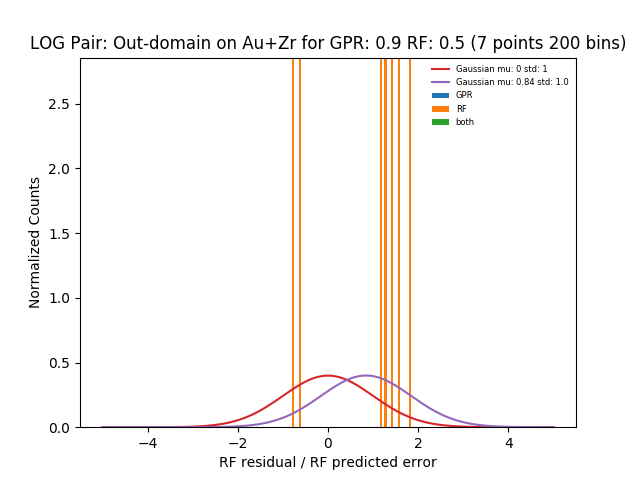 LOG Pair: Out-domain on Au+Zr for GPR: 0.9 RF: 0.5 (7 points 200 bins)
Gaussian mu: 0 std: 1
Gaussian mu: 0.84 std: 1.0
GPR
RF
both
Normalized Counts
2.5
2.0
1.5
1.0
0.5
0.0
−4
−2
0
2
4
RF residual / RF predicted error